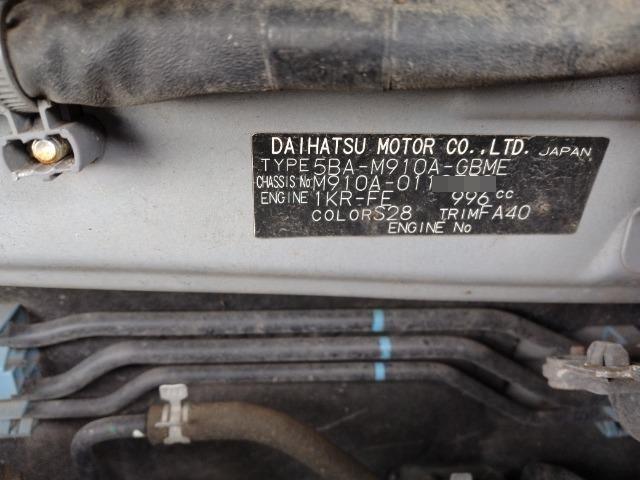 DAIHATSU MOTOR CO.,LTD. JAPAN
TYPE 5BA-M910A-GBME
CHASSIS No M910A-011
ENGINE 1KR-FE 996 cc
COLOR S28 TRIM FA40
ENGINE No